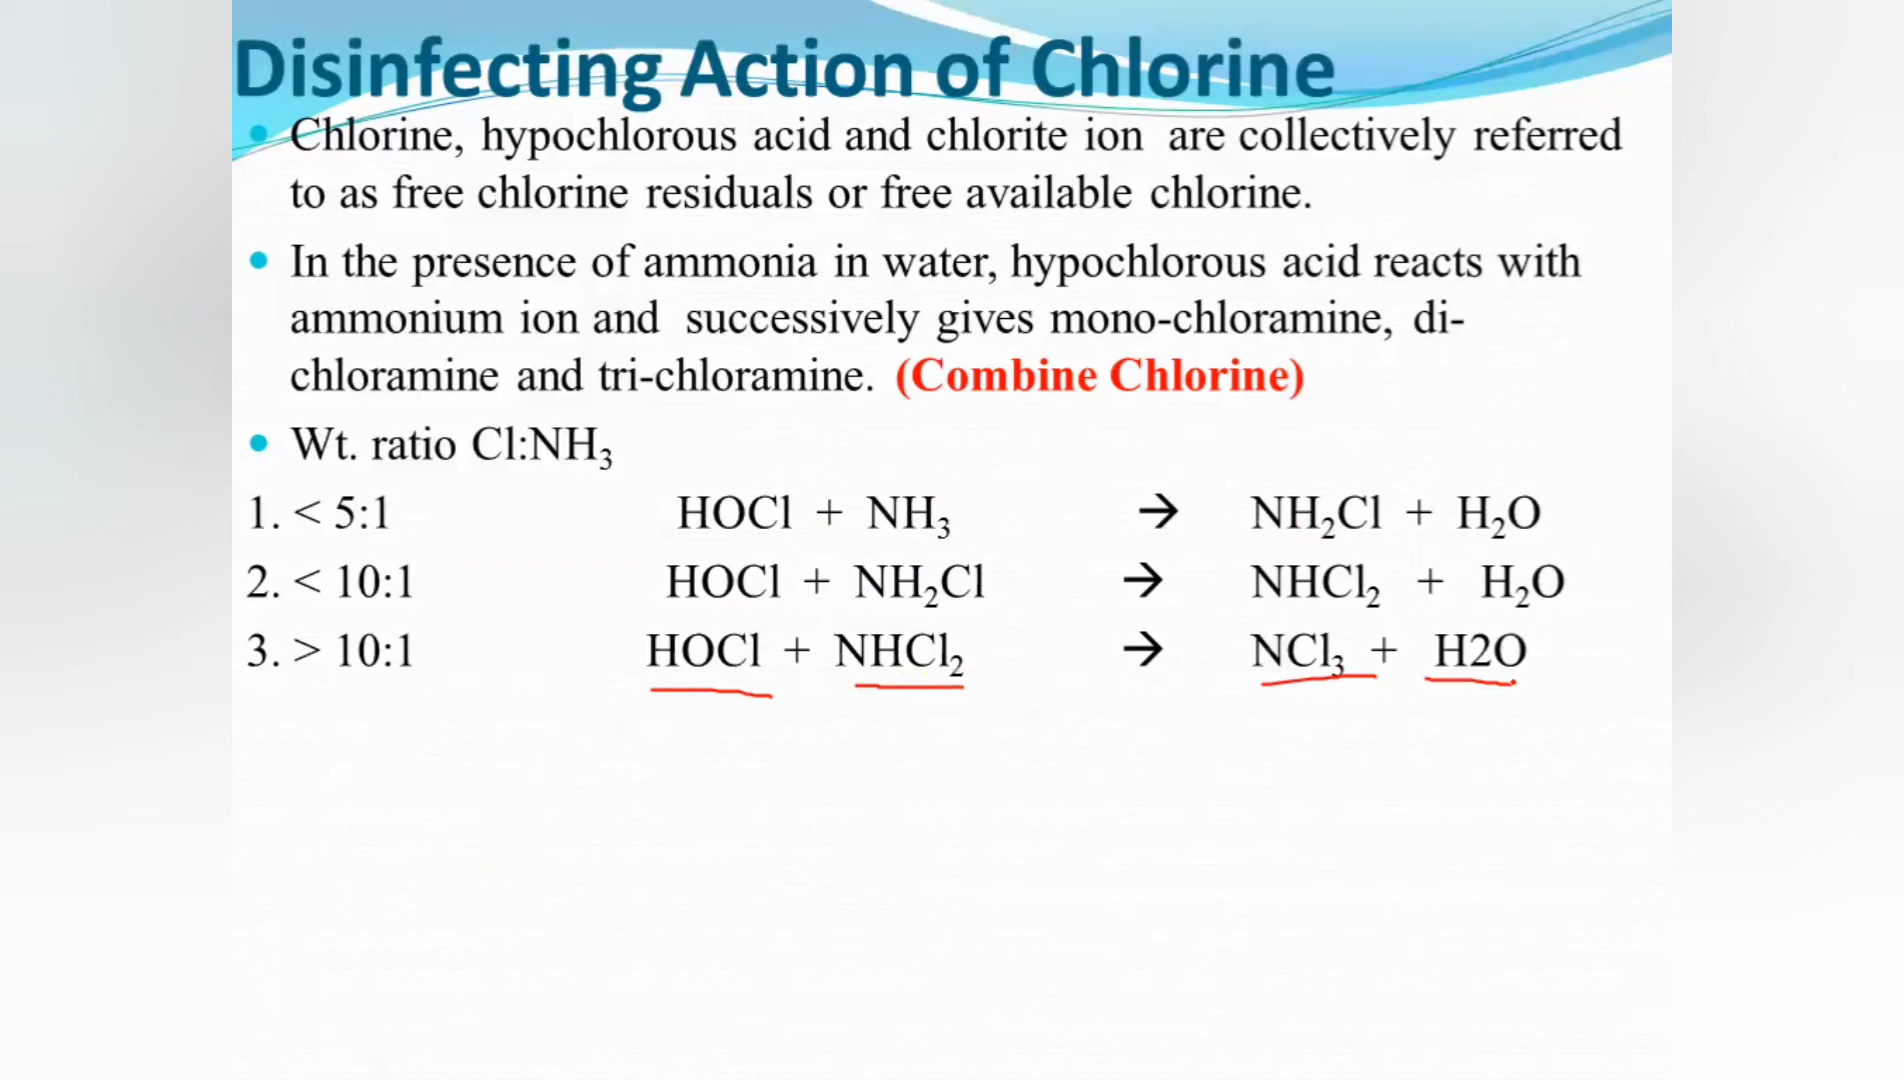 Disinfecting Action of Chlorine
• Chlorine, hypochlorous acid and chlorite ion are collectively referred
to as free chlorine residuals or free available chlorine.
• In the presence of ammonia in water, hypochlorous acid reacts with
ammonium ion and successively gives mono-chloramine, di-
chloramine and tri-chloramine. (Combine Chlorine)
• Wt. ratio Cl:NH₃
1. < 5:1 HOCl + NH₃ → NH₂Cl + H₂O
2. < 10:1 HOCl + NH₂Cl → NHCl₂ + H₂O
3. > 10:1 HOCl + NHCl₂ → NCl₃ + H2O